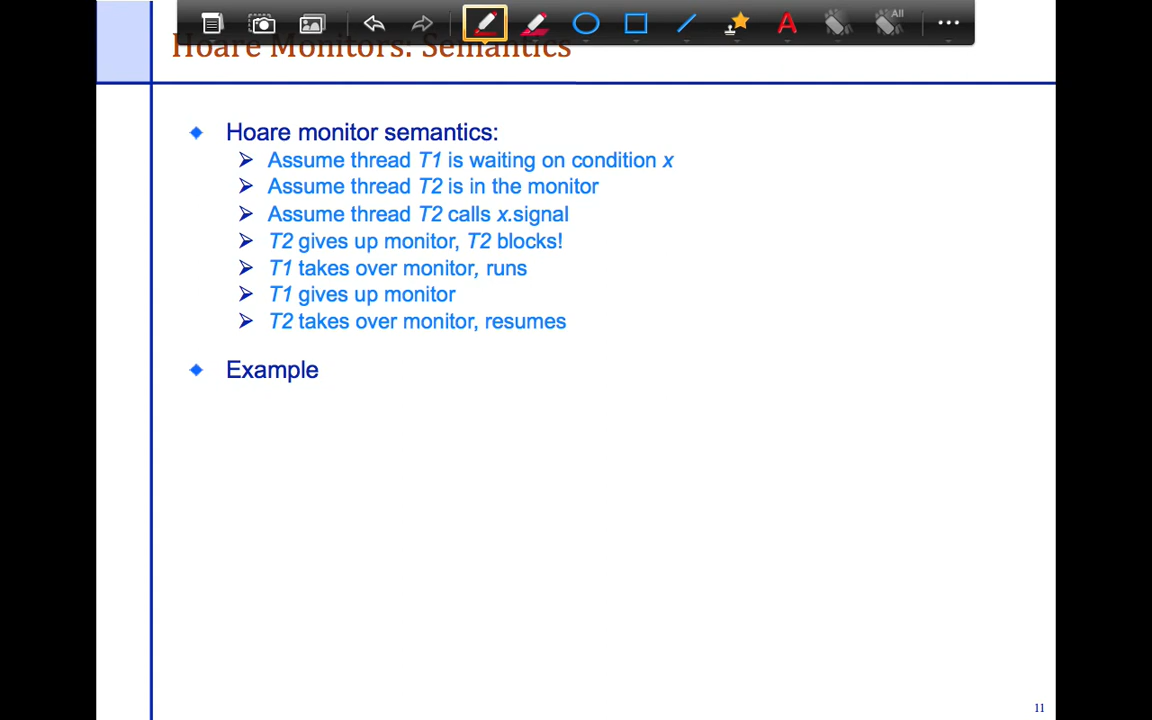 All
Hoare Monitors: Semantics
Hoare monitor semantics:
Assume thread T1 is waiting on condition x
Assume thread T2 is in the monitor
Assume thread T2 calls x.signal
T2 gives up monitor, T2 blocks!
T1 takes over monitor, runs
T1 gives up monitor
T2 takes over monitor, resumes
Example
11